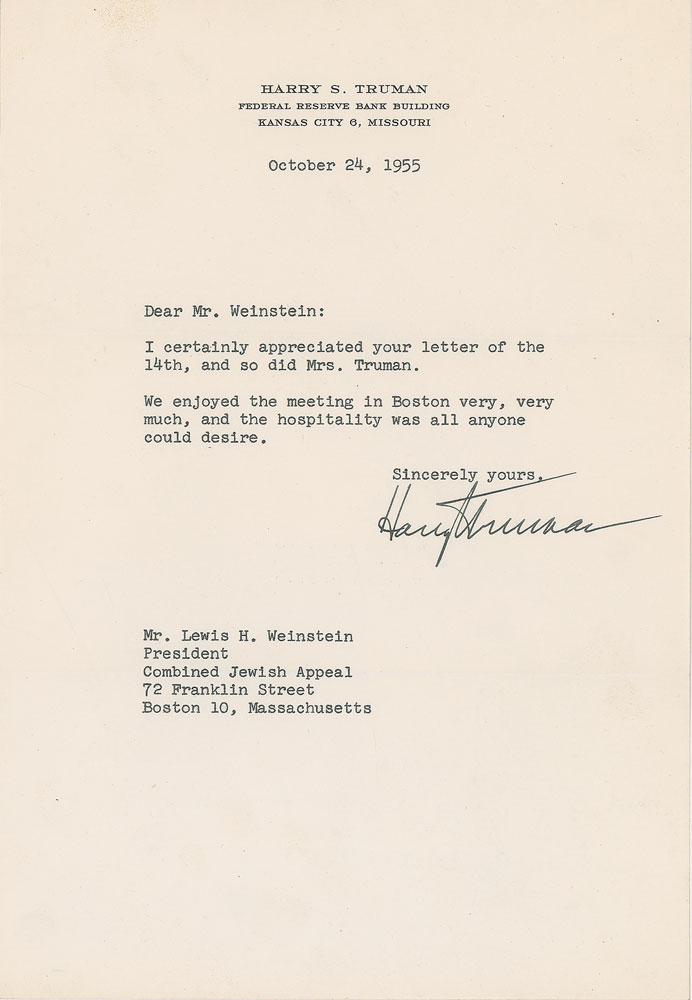 HARRY S. TRUMAN
FEDERAL RESERVE BANK BUILDING
KANSAS CITY 6, MISSOURI
October 24, 1955
Dear Mr. Weinstein:
I certainly appreciated your letter of the
14th, and so did Mrs. Truman.
We enjoyed the meeting in Boston very, very
much, and the hospitality was all anyone
could desire.
Sincerely yours,
Harry Truman
Mr. Lewis H. Weinstein
President
Combined Jewish Appeal
72 Franklin Street
Boston 10, Massachusetts